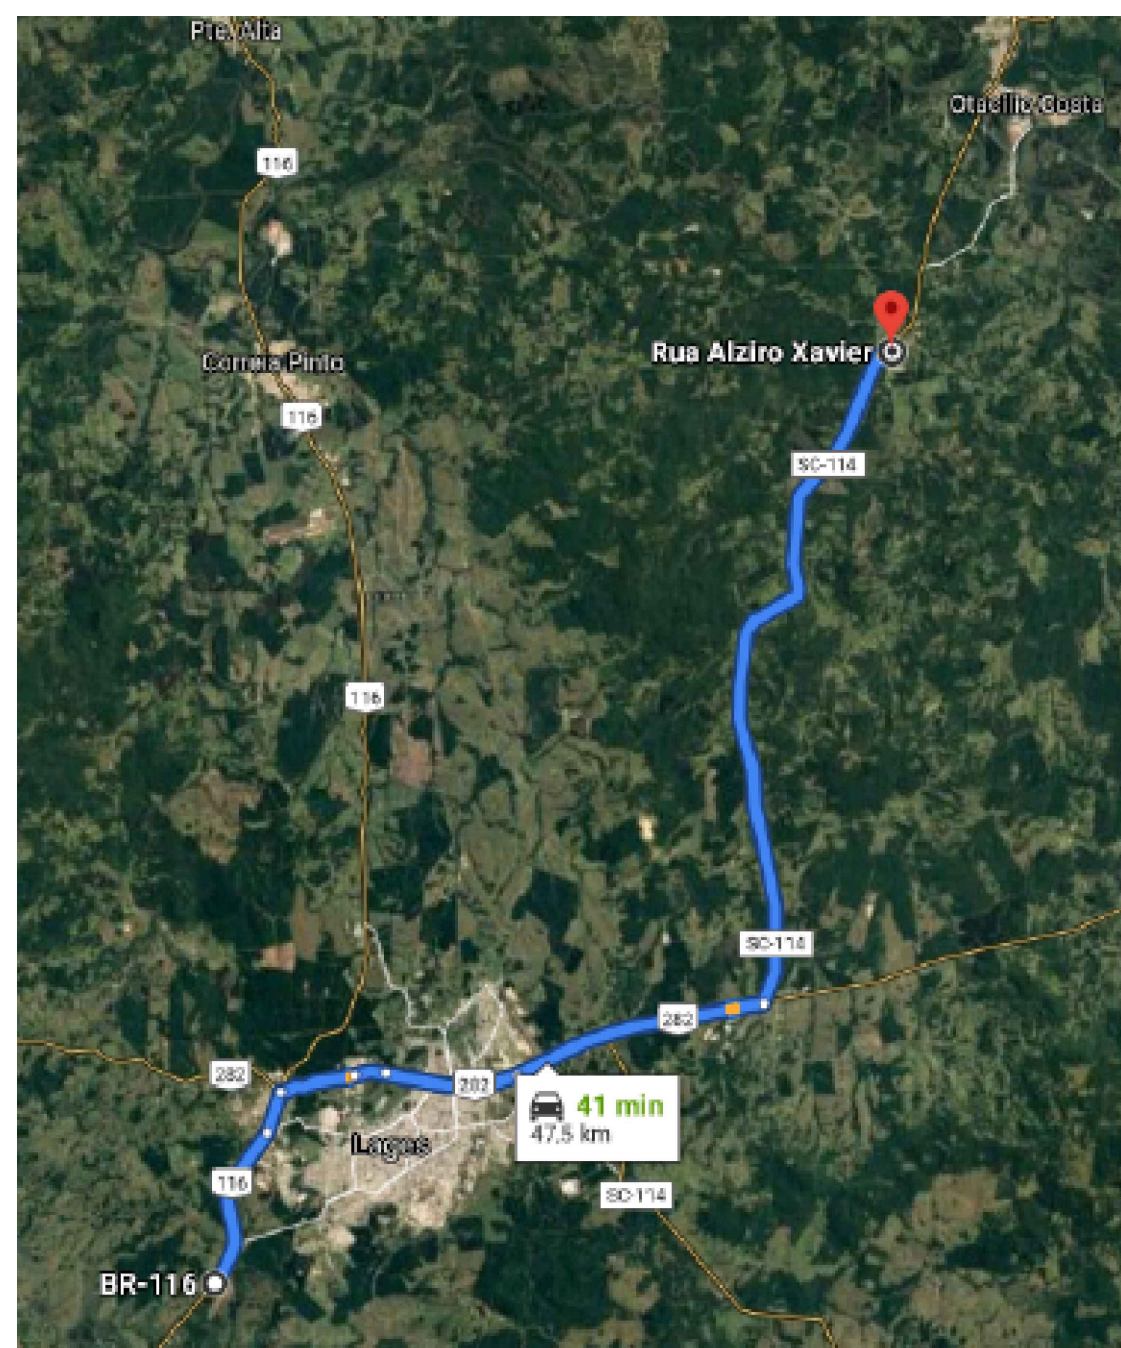 Pte. Alta
Otacílio Costa
116
Rua Alziro Xavier
Correia Pinto
116
SC-114
116
SC-114
282
282
282
41 min
47,5 km
Lages
116
SC-114
BR-116